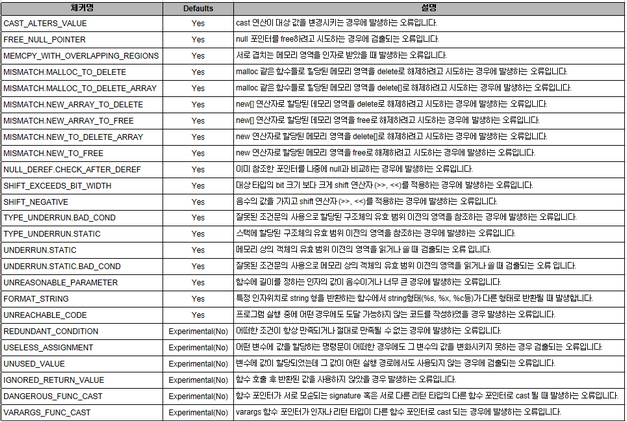 체커명 Defaults 설명
CAST_ALTERS_VALUE Yes cast 연산이 대상 값을 변경시키는 경우에 발생하는 오류입니다.
FREE_NULL_POINTER Yes null 포인터를 free하려고 시도하는 경우에 검출되는 오류입니다.
MEMCPY_WITH_OVERLAPPING_REGIONS Yes 서로 겹치는 메모리 영역을 인자로 받았을 때 발생하는 오류입니다.
MISMATCH.MALLOC_TO_DELETE Yes malloc 같은 함수들로 할당된 메모리 영역을 delete로 해제하려고 시도하는 경우에 발생하는 오류입니다.
MISMATCH.MALLOC_TO_DELETE_ARRAY Yes malloc 같은 함수들로 할당된 메모리 영역을 delete[]로 해제하려고 시도하는 경우에 발생하는 오류입니다.
MISMATCH.NEW_ARRAY_TO_DELETE Yes new[] 연산자로 할당된 메모리 영역을 delete로 해제하려고 시도하는 경우에 발생하는 오류입니다.
MISMATCH.NEW_ARRAY_TO_FREE Yes new[] 연산자로 할당된 메모리 영역을 free로 해제하려고 시도하는 경우에 발생하는 오류입니다.
MISMATCH.NEW_TO_DELETE_ARRAY Yes new 연산자로 할당된 메모리 영역을 delete[]로 해제하려고 시도하는 경우에 발생하는 오류입니다.
MISMATCH.NEW_TO_FREE Yes new 연산자로 할당된 메모리 영역을 free로 해제하려고 시도하는 경우에 발생하는 오류입니다.
NULL_DEREF.CHECK_AFTER_DEREF Yes 이미 참조한 포인터를 나중에 null과 비교하는 경우에 발생하는 오류입니다.
SHIFT_EXCEEDS_BIT_WIDTH Yes 대상 타입의 bit 크기 보다 크게 shift 연산자 (>>, <<)를 적용하는 경우에 발생하는 오류입니다.
SHIFT_NEGATIVE Yes 음수의 값을 가지고 shift 연산자 (>>, <<)를 적용하는 경우에 발생하는 오류입니다.
TYPE_UNDERRUN.BAD_COND Yes 잘못된 조건문의 사용으로 할당된 구조체의 유효 범위 이전의 영역을 참조하는 경우에 발생하는 오류입니다.
TYPE_UNDERRUN.STATIC Yes 스택에 할당된 구조체의 유효 범위 이전의 영역을 참조하는 경우에 발생하는 오류입니다.
UNDERRUN.STATIC Yes 메모리 상의 객체의 유효 범위 이전의 영역을 읽거나 쓸 때 검출되는 오류 입니다.
UNDERRUN.STATIC.BAD_COND Yes 잘못된 조건문의 사용으로 메모리 상의 객체의 유효 범위 이전의 영역을 읽거나 쓸 때 검출되는 오류 입니다.
UNREASONABLE_PARAMETER Yes 함수에 길이를 정하는 인자의 값이 음수이거나 너무 큰 경우에 발생하는 오류입니다.
FORMAT_STRING Yes 특정 인자위치로 string 형을 반환하는 함수에서 string형태(%s, %x, %c등)가 다른 형태로 반환될 때 발생합니다.
UNREACHABLE_CODE Yes 프로그램 실행 중에 어떤 경우에도 도달 가능하지 않는 코드를 작성하였을 경우 발생하는 오류입니다.
REDUNDANT_CONDITION Experimental(No) 어떠한 조건이 항상 만족되거나 절대로 만족될 수 없는 경우에 발생하는 오류입니다.
USELESS_ASSIGNMENT Experimental(No) 어떤 변수에 값을 할당하는 명령문이 어떠한 경우에도 그 변수의 값을 변화시키지 못하는 경우 검출되는 오류입니다.
UNUSED_VALUE Experimental(No) 변수에 값이 할당되었는데 그 값이 어떤 실행 경로에서도 사용되지 않는 경우에 검출되는 오류입니다.
IGNORED_RETURN_VALUE Experimental(No) 함수 호출 후 반환된 값을 사용하지 않았을 경우 발생하는 오류입니다.
DANGEROUS_FUNC_CAST Experimental(No) 함수 포인터가 서로 모순되는 signature 혹은 서로 다른 리턴 타입의 다른 함수 포인터로 cast 될 때 발생하는 오류입니다.
VARARGS_FUNC_CAST Experimental(No) varargs 함수 포인터가 인자나 리턴 타입이 다른 함수 포인터로 cast 되는 경우에 발생하는 오류입니다.